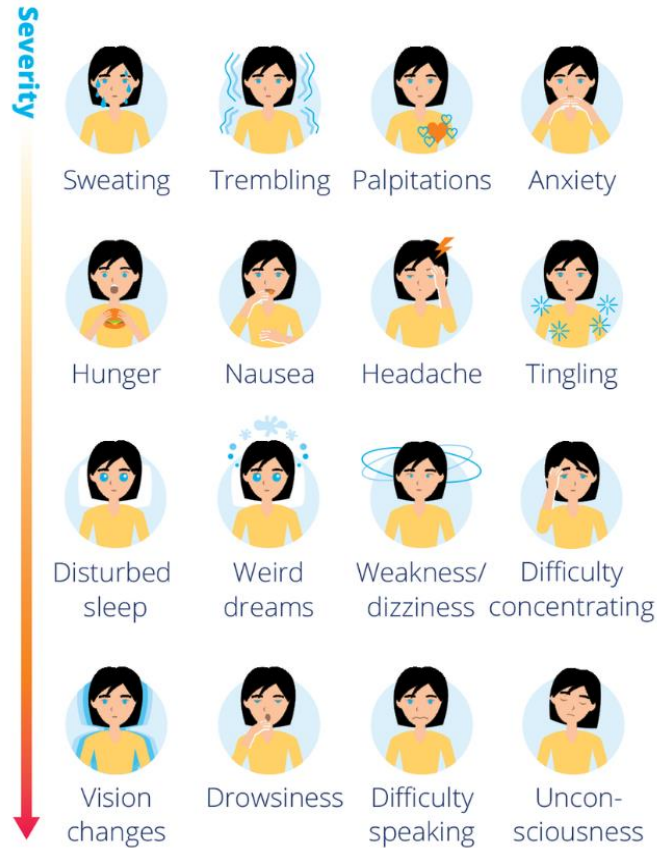 Severity
Sweating Trembling Palpitations Anxiety
Hunger Nausea Headache Tingling
Disturbed sleep
Weird dreams
Weakness/ dizziness
Difficulty concentrating
Vision changes
Drowsiness
Difficulty speaking
Uncon-
sciousness